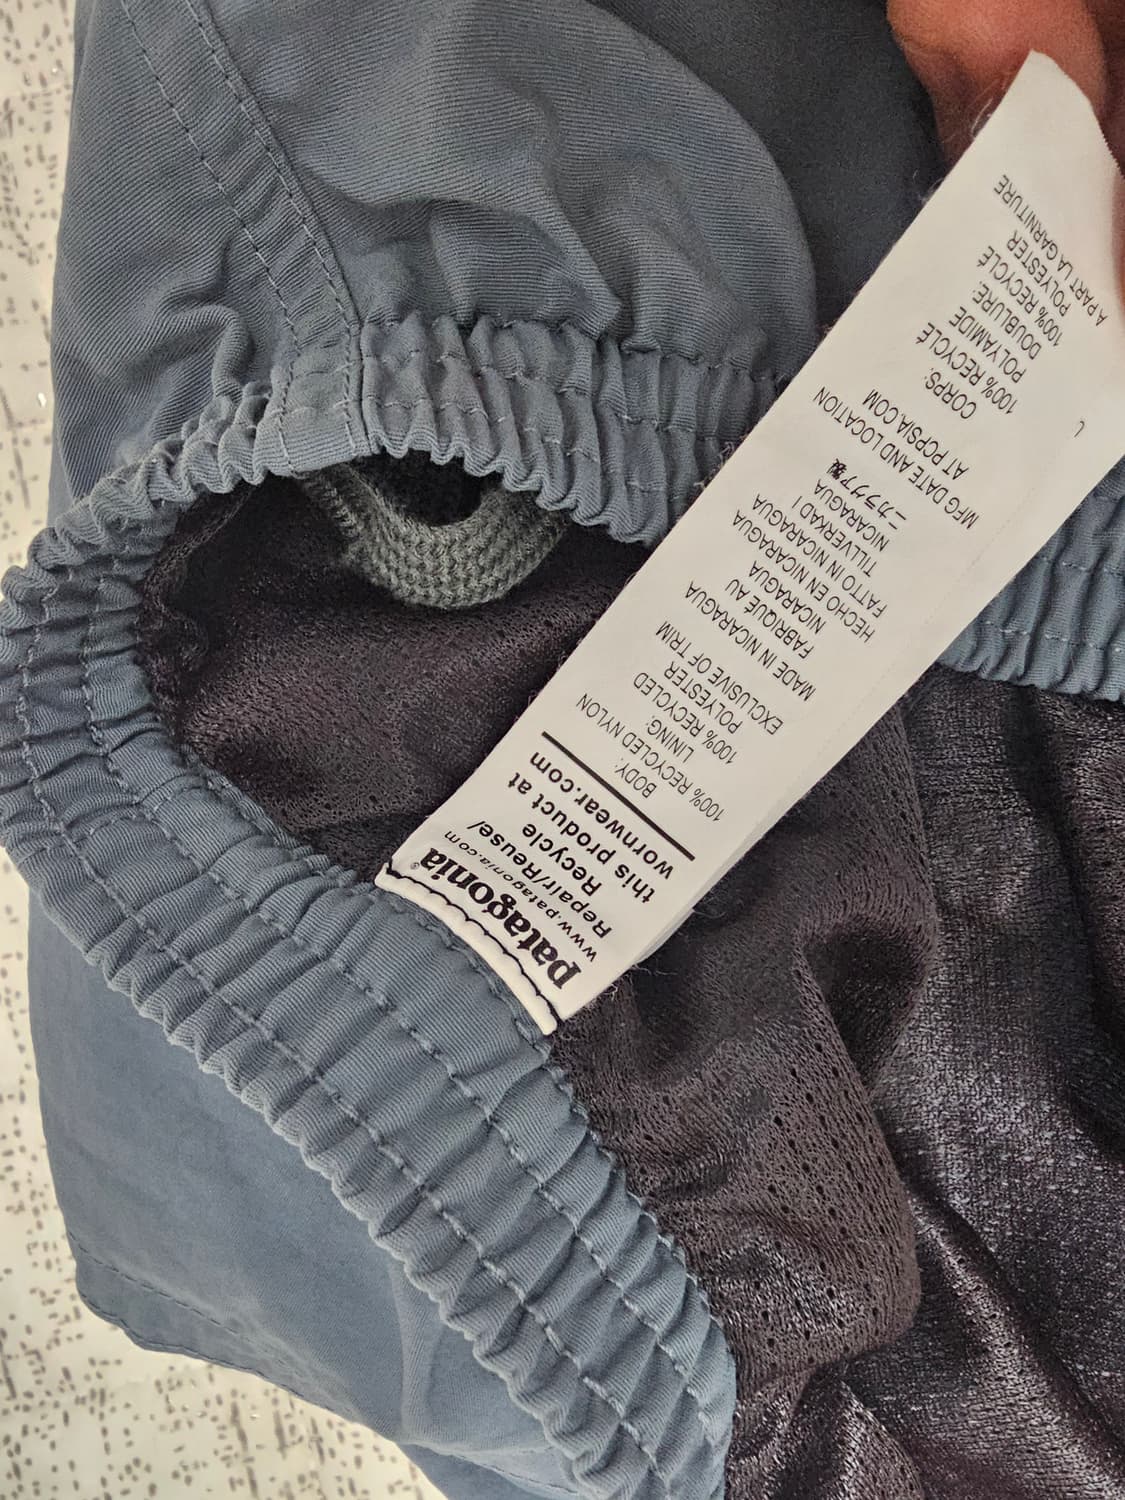 patagonia®
www.patagonia.com
Repair/Reuse/
Recycle
this product at
wornwear.com
BODY:
100% RECYCLED NYLON
LINING:
100% RECYCLED
POLYESTER
EXCLUSIVE OF TRIM
MADE IN NICARAGUA
FABRIQUÉ AU
NICARAGUA
HECHO EN NICARAGUA
FATTO IN NICARAGUA
TILLVERKAD I
NICARAGUA
ニカラグア製
MFG DATE AND LOCATION
AT PCPSIA.COM
CORPS:
100% RECYCLÉ
POLYAMIDE
DOUBLURE:
100% RECYCLÉ
POLYESTER
À PART LA GARNITURE